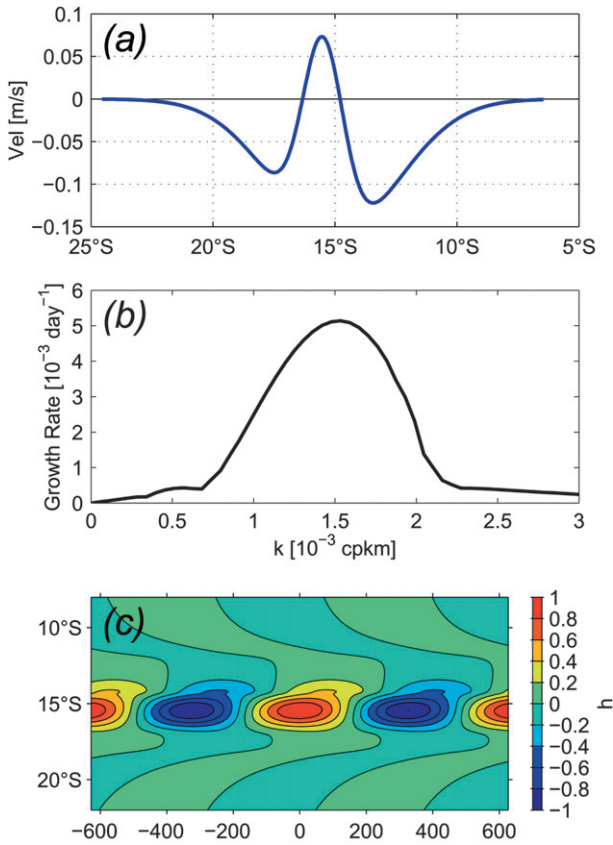 (a)
Vel [m/s]
0.1
0.05
0
−0.05
−0.1
−0.15
25°S 20°S 15°S 10°S 5°S
(b)
Growth Rate [10⁻³ day⁻¹]
6
5
4
3
2
1
0
0 0.5 1 1.5 2 2.5 3
k [10⁻³ cpkm]
(c)
10°S
15°S
20°S
−600 −400 −200 0 200 400 600
1
0.8
0.6
0.4
0.2
0
−0.2
−0.4
−0.6
−0.8
−1
h